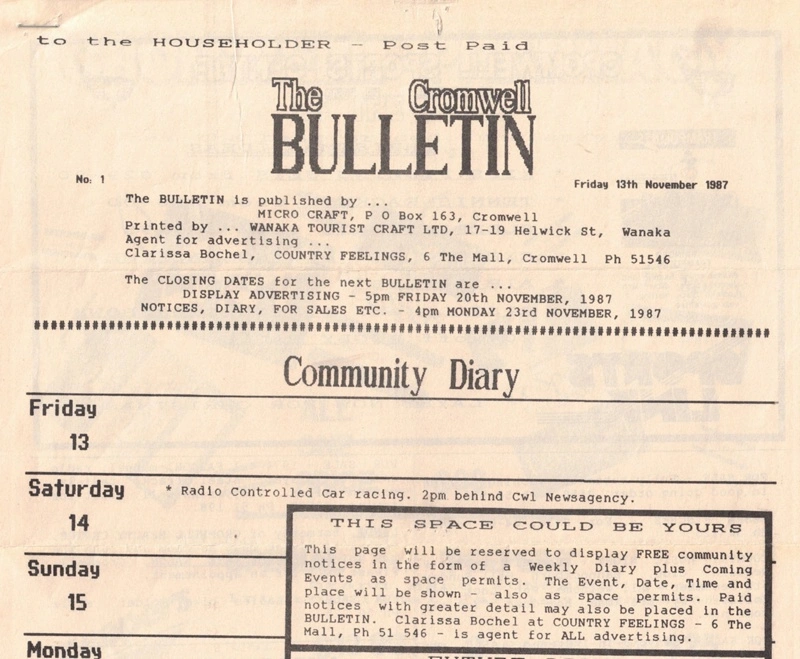 to the HOUSEHOLDER - Post Paid
The Cromwell
BULLETIN
No: 1
Friday 13th November 1987
The BULLETIN is published by ...
MICRO CRAFT, P O Box 163, Cromwell
Printed by ... WANAKA TOURIST CRAFT LTD, 17-19 Helwick St, Wanaka
Agent for advertising ...
Clarissa Bochel, COUNTRY FEELINGS, 6 The Mall, Cromwell Ph 51546
The CLOSING DATES for the next BULLETIN are ...
DISPLAY ADVERTISING - 5pm FRIDAY 20th NOVEMBER, 1987
NOTICES, DIARY, FOR SALES ETC. - 4pm MONDAY 23rd NOVEMBER, 1987
Community Diary
Friday
13
Saturday
* Radio Controlled Car racing. 2pm behind Cwl Newsagency.
14
THIS SPACE COULD BE YOURS
This page will be reserved to display FREE community
notices in the form of a Weekly Diary plus Coming
Events as space permits. The Event, Date, Time and
place will be shown - also as space permits. Paid
notices with greater detail may also be placed in the
BULLETIN. Clarissa Bochel at COUNTRY FEELINGS - 6 The
Mall, Ph 51 546 - is agent for ALL advertising.
Sunday
15
Monday